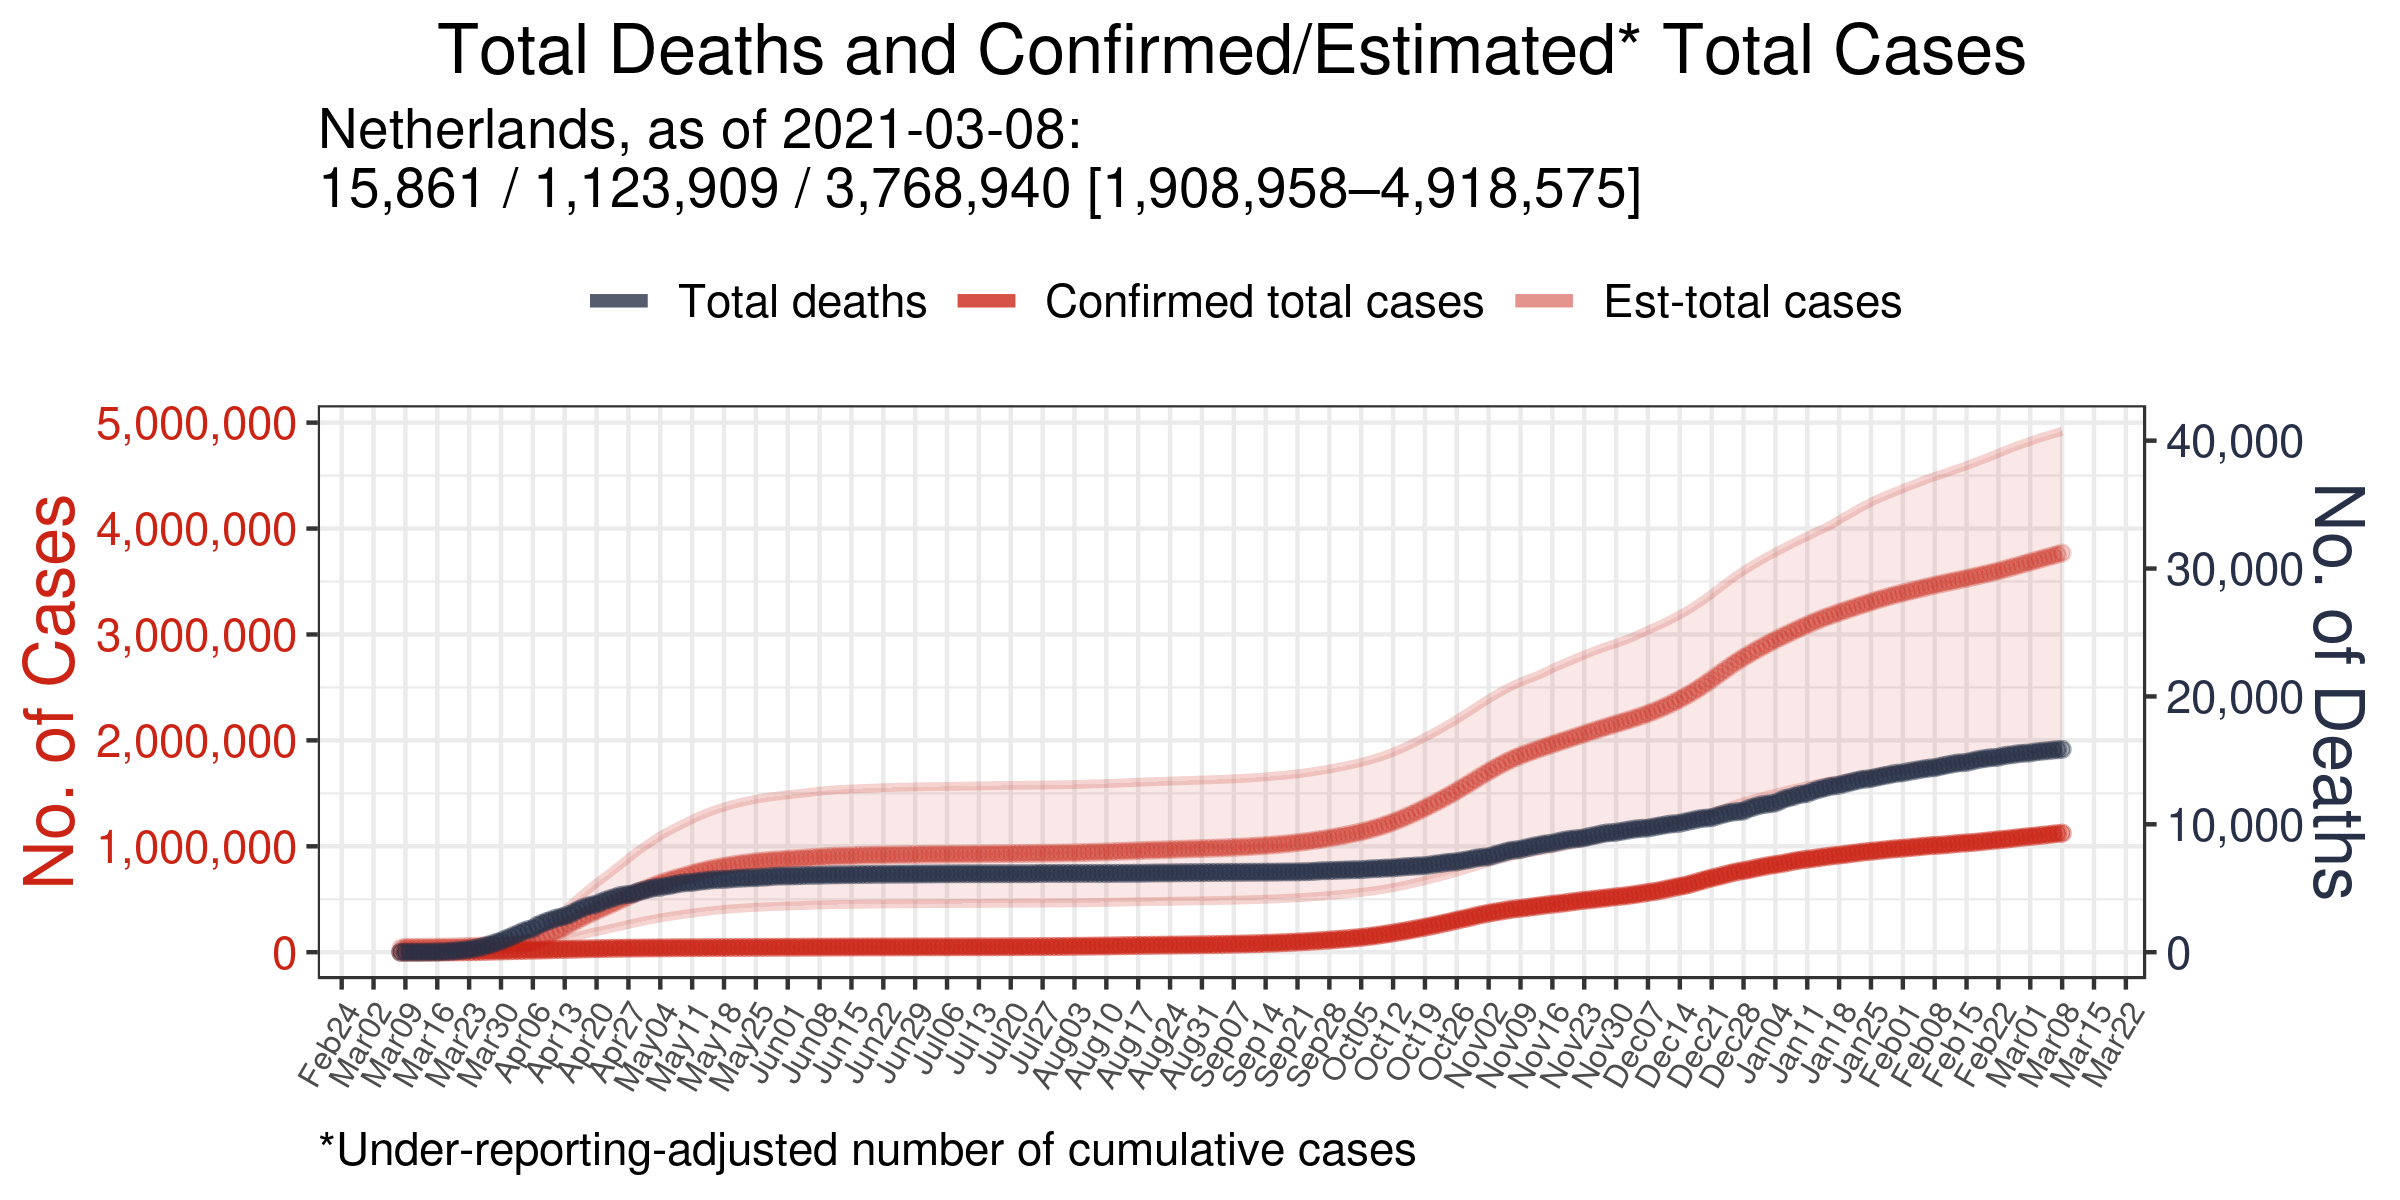 Total Deaths and Confirmed/Estimated* Total Cases
Netherlands, as of 2021-03-08:
15,861 / 1,123,909 / 3,768,940 [1,908,958–4,918,575]
Total deaths
Confirmed total cases
Est-total cases
No. of Cases
5,000,000
4,000,000
3,000,000
2,000,000
1,000,000
0
40,000
30,000
20,000
10,000
0
No. of Deaths
Feb24
Mar02
Mar09
Mar16
Mar23
Mar30
Apr06
Apr13
Apr20
Apr27
May04
May11
May18
May25
Jun01
Jun08
Jun15
Jun22
Jun29
Jul06
Jul13
Jul20
Jul27
Aug03
Aug10
Aug17
Aug24
Aug31
Sep07
Sep14
Sep21
Sep28
Oct05
Oct12
Oct19
Oct26
Nov02
Nov09
Nov16
Nov23
Nov30
Dec07
Dec14
Dec21
Dec28
Jan04
Jan11
Jan18
Jan25
Feb01
Feb08
Feb15
Feb22
Mar01
Mar08
Mar15
Mar22
*Under-reporting-adjusted number of cumulative cases